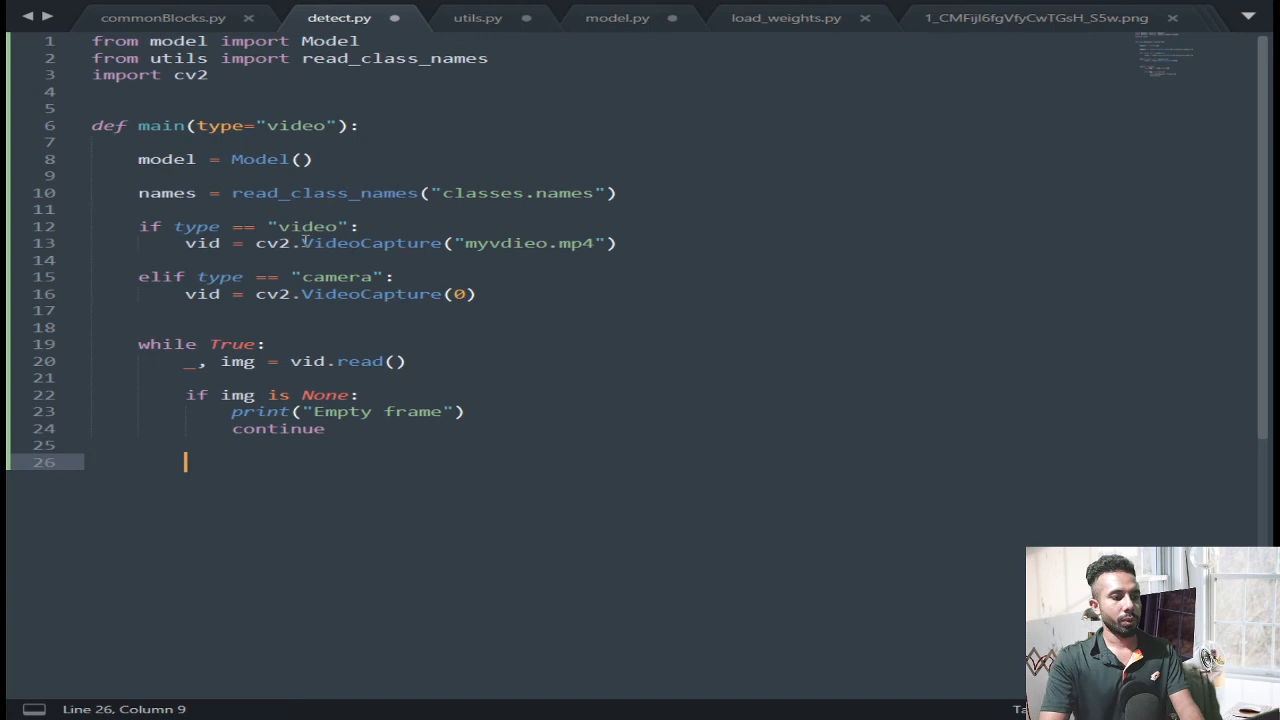 commonBlocks.py
detect.py
utils.py
model.py
load_weights.py
1 from model import Model
2 from utils import read_class_names
3 import cv2
4
5
6 def main(type="video"):
7
8 model = Model()
9
10 names = read_class_names("classes.names")
11
12 if type == "video":
13 vid = cv2.VideoCapture("myvdieo.mp4")
14
15 elif type == "camera":
16 vid = cv2.VideoCapture(0)
17
18
19 while True:
20 _, img = vid.read()
21
22 if img is None:
23 print("Empty frame")
24 continue
25
26
Line 26, Column 9